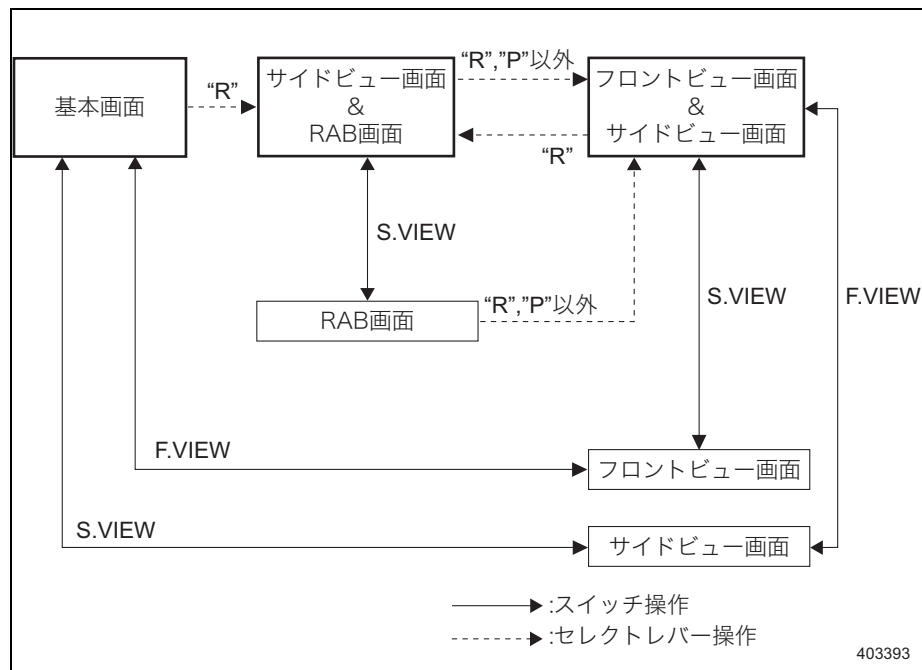 基本画面
“R”
サイドビュー画面
&
RAB画面
“R”,”P”以外
“R”
フロントビュー画面
&
サイドビュー画面
S.VIEW
RAB画面
“R”,”P”以外
S.VIEW
F.VIEW
F.VIEW
フロントビュー画面
S.VIEW
サイドビュー画面
:スイッチ操作
:セレクトレバー操作
403393